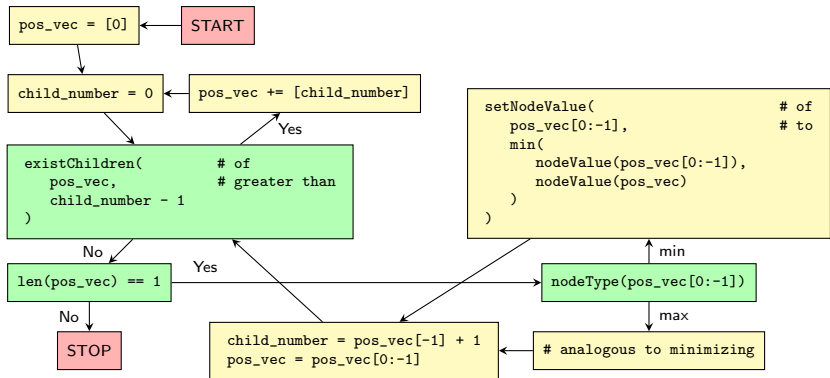 START
pos_vec = [0]
child_number = 0
pos_vec += [child_number]
Yes
existChildren( # of
pos_vec, # greater than
child_number - 1
)
No
len(pos_vec) == 1
Yes
No
STOP
setNodeValue( # of
pos_vec[0:-1], # to
min(
nodeValue(pos_vec[0:-1]),
nodeValue(pos_vec)
)
)
min
nodeType(pos_vec[0:-1])
max
# analogous to minimizing
child_number = pos_vec[-1] + 1
pos_vec = pos_vec[0:-1]